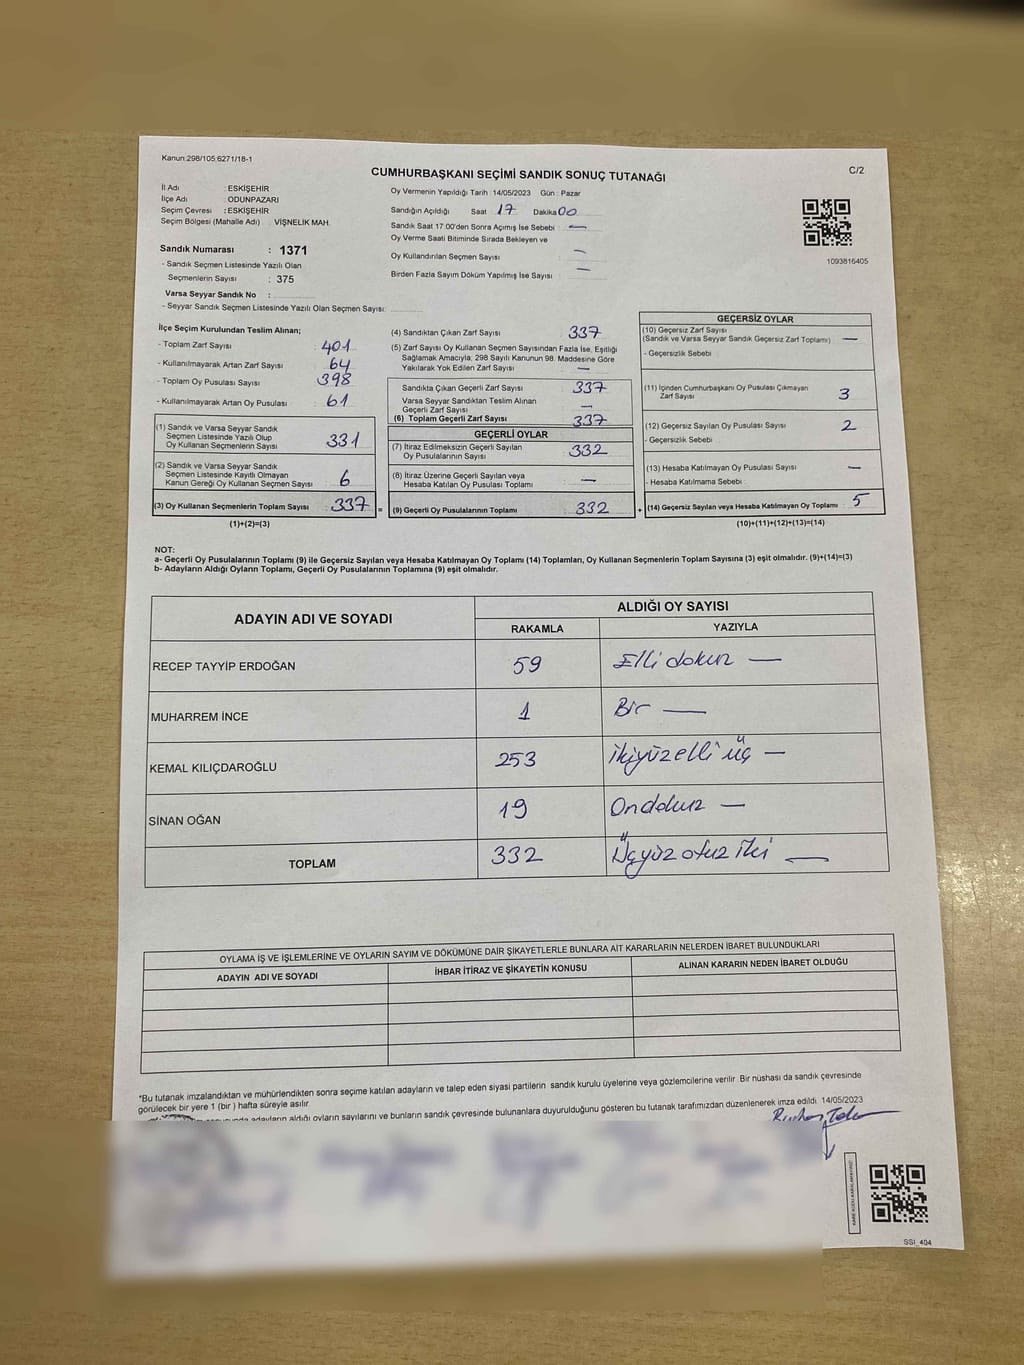 Kanun:298/105;6271/18-1
C/2
CUMHURBAŞKANI SEÇİMİ SANDIK SONUÇ TUTANAĞI
İl Adı : ESKİŞEHİR
İlçe Adı : ODUNPAZARI
Seçim Çevresi : ESKİŞEHİR
Seçim Bölgesi (Mahalle Adı) : VİŞNELİK MAH.
Sandık Numarası : 1371
- Sandık Seçmen Listesinde Yazılı Olan
Seçmenlerin Sayısı : 375
Varsa Seyyar Sandık No :
- Seyyar Sandık Seçmen Listesinde Yazılı Olan Seçmen Sayısı:
Oy Vermenin Yapıldığı Tarih : 14/05/2023 Gün : Pazar
Sandığın Açıldığı Saat 17 Dakika 00
Sandık Saat 17:00'den Sonra Açımış İse Sebebi : —
Oy Verme Saati Bitiminde Sırada Bekleyen ve
Oy Kullandırılan Seçmen Sayısı —
Birden Fazla Sayım Döküm Yapılmış İse Sayısı : —
1093816405
İlçe Seçim Kurulundan Teslim Alınan;
- Toplam Zarf Sayısı : 401
- Kullanılmayarak Artan Zarf Sayısı : 64
- Toplam Oy Pusulası Sayısı : 398
- Kullanılmayarak Artan Oy Pusulası : 61
(1) Sandık ve Varsa Seyyar Sandık
Seçmen Listesinde Yazılı Olup
Oy Kullanan Seçmenlerin Sayısı : 331
(2) Sandık ve Varsa Seyyar Sandık
Seçmen Listesinde Kayıtlı Olmayan
Kanun Gereği Oy Kullanan Seçmen Sayısı : 6
(3) Oy Kullanan Seçmenlerin Toplam Sayısı : 337 =
(1)+(2)=(3)
(4) Sandıktan Çıkan Zarf Sayısı : 337
(5) Zarf Sayısı Oy Kullanan Seçmen Sayısından Fazla İse, Eşitliği
Sağlamak Amacıyla; 298 Sayılı Kanunun 98. Maddesine Göre
Yakılarak Yok Edilen Zarf Sayısı : —
Sandıkta Çıkan Geçerli Zarf Sayısı : 337
Varsa Seyyar Sandıktan Teslim Alınan
Geçerli Zarf Sayısı : —
(6) Toplam Geçerli Zarf Sayısı : 337
GEÇERLİ OYLAR
(7) İtiraz Edilmeksizin Geçerli Sayılan
Oy Pusulalarının Sayısı : 332
(8) İtiraz Üzerine Geçerli Sayılan veya
Hesaba Katılan Oy Pusulası Toplamı : —
(9) Geçerli Oy Pusulalarının Toplamı : 332 +
GEÇERSİZ OYLAR
(10) Geçersiz Zarf Sayısı
(Sandık ve Varsa Seyyar Sandık Geçersiz Zarf Toplamı) : —
- Geçersizlik Sebebi :
(11) İçinden Cumhurbaşkanı Oy Pusulası Çıkmayan
Zarf Sayısı : 3
(12) Geçersiz Sayılan Oy Pusulası Sayısı : 2
- Geçersizlik Sebebi :
(13) Hesaba Katılmayan Oy Pusulası Sayısı : —
- Hesaba Katılmama Sebebi :
(14) Geçersiz Sayılan veya Hesaba Katılmayan Oy Toplamı : 5
(10)+(11)+(12)+(13)=(14)
NOT:
a- Geçerli Oy Pusulalarının Toplamı (9) ile Geçersiz Sayılan veya Hesaba Katılmayan Oy Toplamı (14) Toplamları, Oy Kullanan Seçmenlerin Toplam Sayısına (3) eşit olmalıdır. (9)+(14)=(3)
b- Adayların Aldığı Oyların Toplamı, Geçerli Oy Pusulalarının Toplamına (9) eşit olmalıdır.
ADAYIN ADI VE SOYADI ALDIĞI OY SAYISI
RAKAMLA YAZIYLA
RECEP TAYYİP ERDOĞAN 59 Elli dokuz —
MUHARREM İNCE 1 Bir —
KEMAL KILIÇDAROĞLU 253 İkiyüzelli üç —
SİNAN OĞAN 19 Ondokuz —
TOPLAM 332 Üçyüz otuz iki —
OYLAMA İŞ VE İŞLEMLERİNE VE OYLARIN SAYIM VE DÖKÜMÜNE DAİR ŞİKAYETLERLE BUNLARA AİT KARARLARIN NELERDEN İBARET BULUNDUKLARI
ADAYIN ADI VE SOYADI İHBAR İTİRAZ VE ŞİKAYETİN KONUSU ALINAN KARARIN NEDEN İBARET OLDUĞU
*Bu tutanak imzalandıktan ve mühürlendikten sonra seçime katılan adayların ve talep eden siyasi partilerin sandık kurulu üyelerine veya gözlemcilerine verilir. Bir nüshası da sandık çevresinde
görülecek bir yere 1 (bir ) hafta süreyle asılır.
adayların aldığı oyların sayılarını ve bunların sandık çevresinde bulunanlara duyurulduğunu gösteren bu tutanak tarafımızdan düzenlenerek imza edildi. 14/05/2023
SSI_404